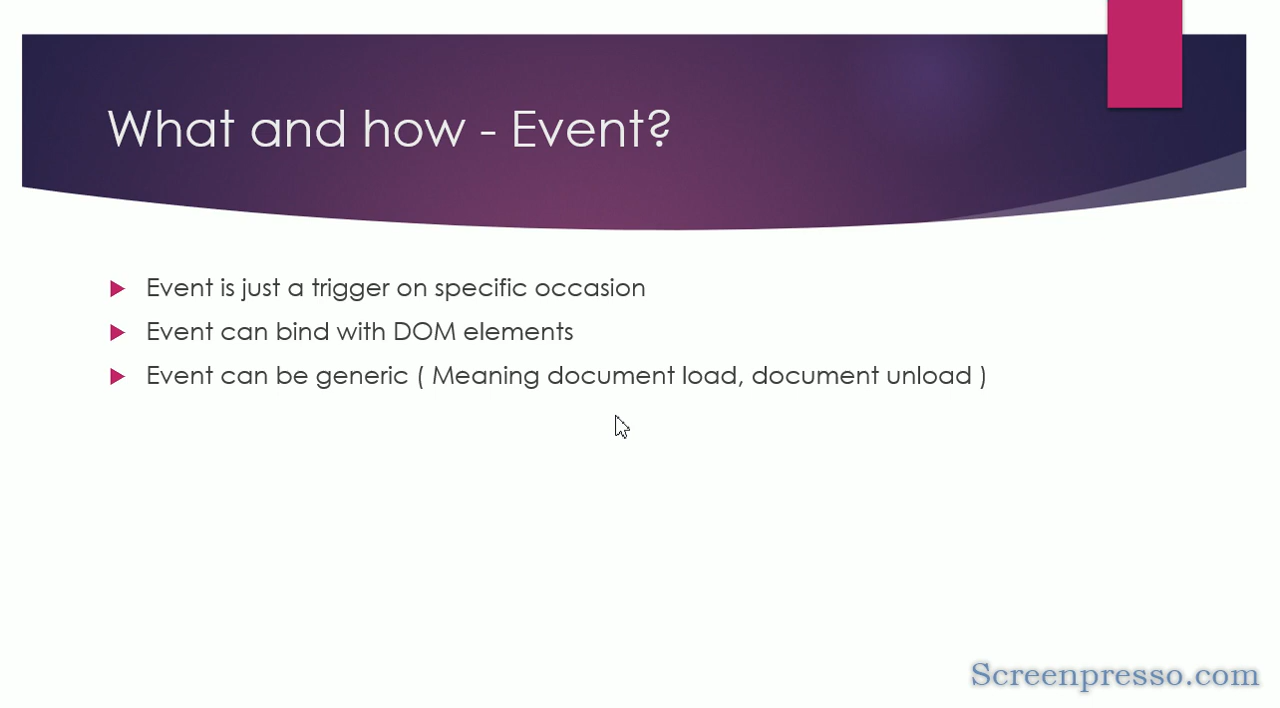 What and how - Event?
Event is just a trigger on specific occasion
Event can bind with DOM elements
Event can be generic ( Meaning document load, document unload )
Screenpresso.com